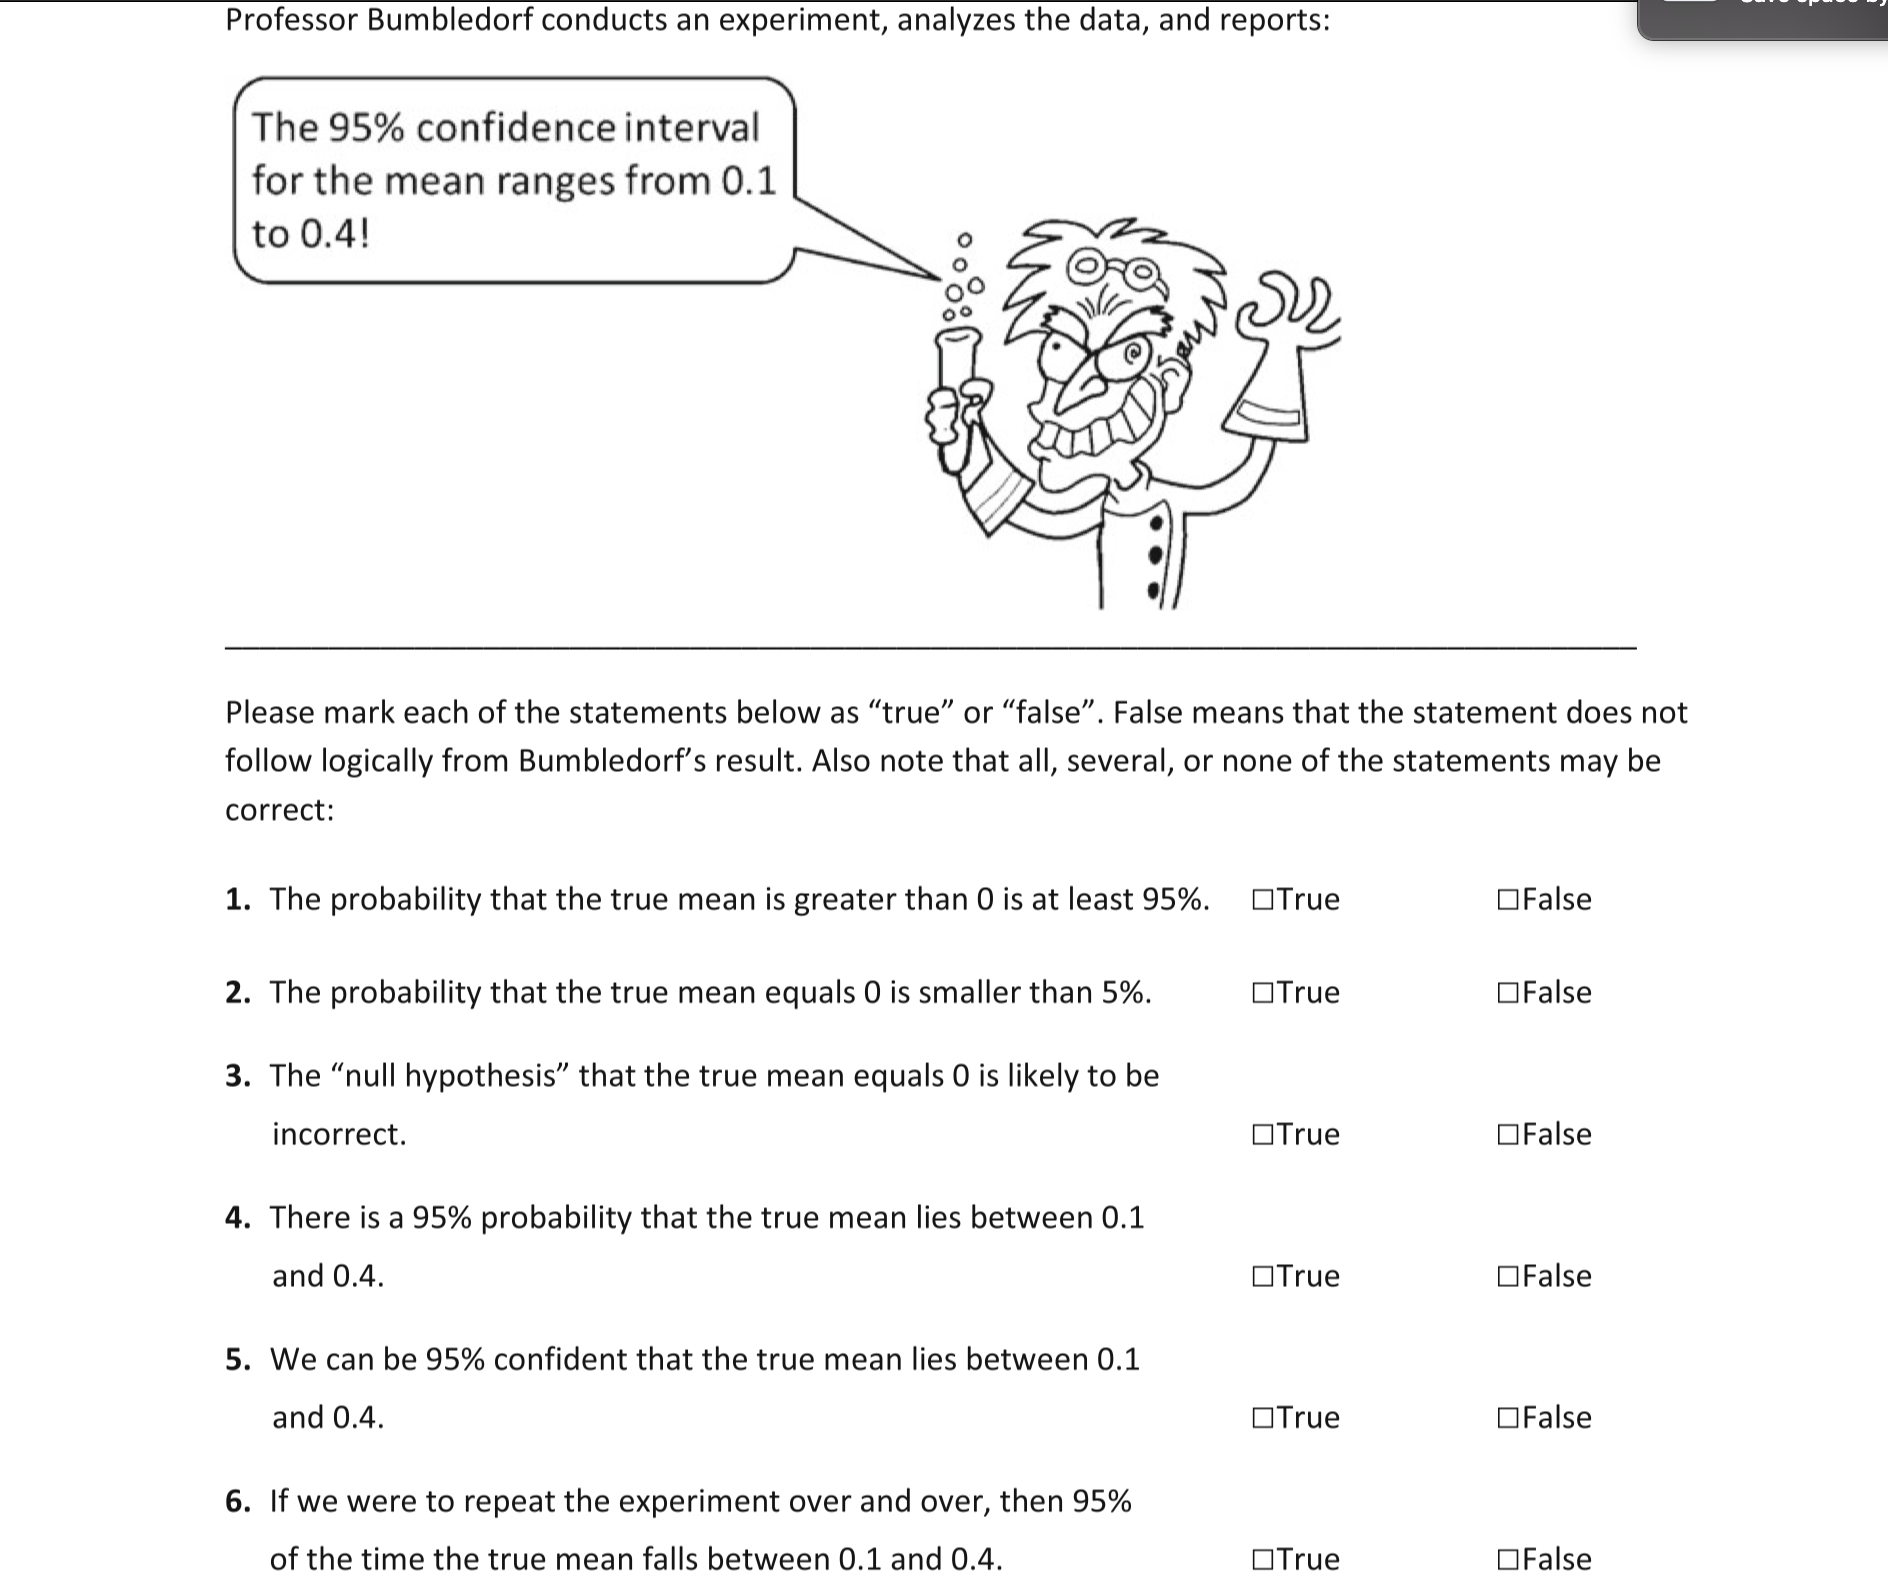 Professor Bumbledorf conducts an experiment, analyzes the data, and reports:
The 95% confidence interval
for the mean ranges from 0.1
to 0.4!
Please mark each of the statements below as “true” or “false”. False means that the statement does not
follow logically from Bumbledorf’s result. Also note that all, several, or none of the statements may be
correct:
1. The probability that the true mean is greater than 0 is at least 95%. □True □False
2. The probability that the true mean equals 0 is smaller than 5%. □True □False
3. The “null hypothesis” that the true mean equals 0 is likely to be
incorrect. □True □False
4. There is a 95% probability that the true mean lies between 0.1
and 0.4. □True □False
5. We can be 95% confident that the true mean lies between 0.1
and 0.4. □True □False
6. If we were to repeat the experiment over and over, then 95%
of the time the true mean falls between 0.1 and 0.4. □True □False